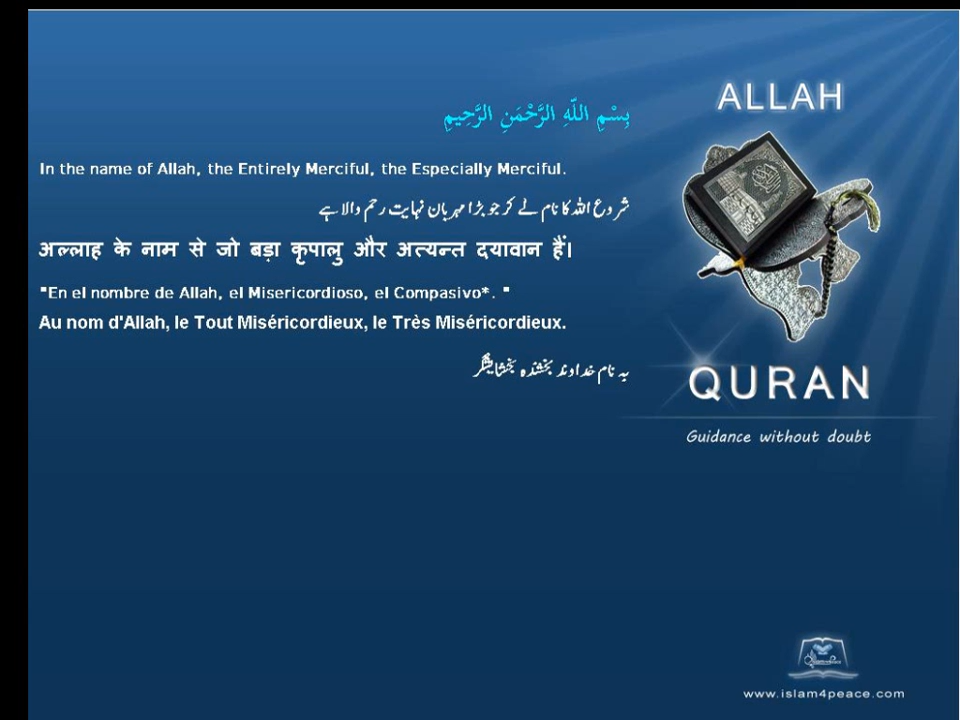 بِسْمِ اللّهِ الرَّحْمَنِ الرَّحِيمِ
In the name of Allah, the Entirely Merciful, the Especially Merciful.
شروع الله کا نام لے کر جو بڑا مہربان نہایت رحم والا ہے
अल्लाह के नाम से जो बड़ा कृपालु और अत्यन्त दयावान हैं।
"En el nombre de Allah, el Misericordioso, el Compasivo*. "
Au nom d'Allah, le Tout Miséricordieux, le Très Miséricordieux.
به نام خداوند بخشنده بخشایشگر
ALLAH
QURAN
Guidance without doubt
www.islam4peace.com